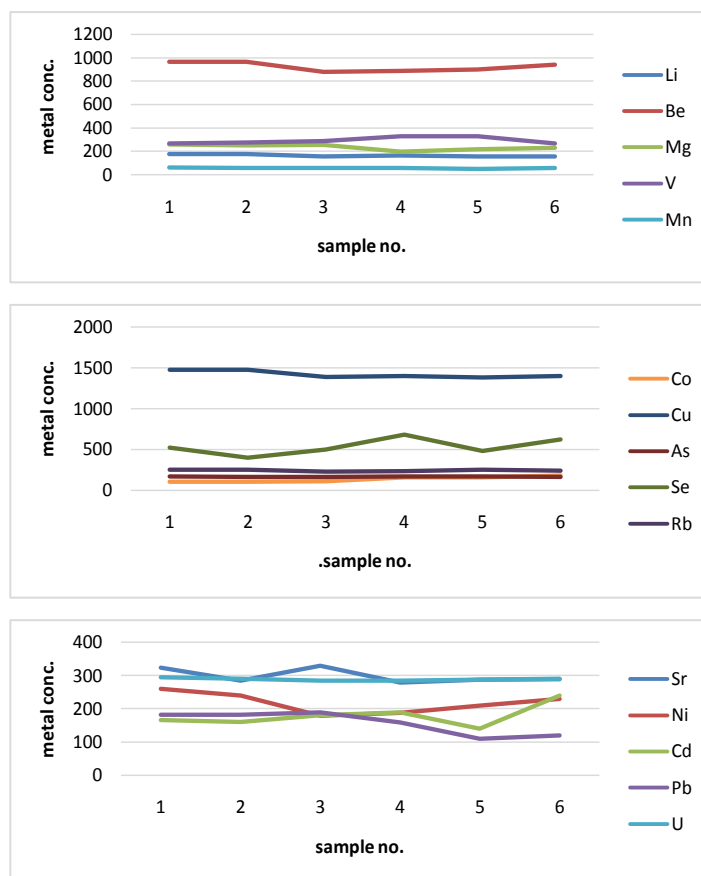 metal conc.
1200
1000
800
600
400
200
0
1 2 3 4 5 6
sample no.
Li
Be
Mg
V
Mn
metal conc.
2000
1500
1000
500
0
1 2 3 4 5 6
.sample no.
Co
Cu
As
Se
Rb
metal conc.
400
300
200
100
0
1 2 3 4 5 6
sample no.
Sr
Ni
Cd
Pb
U